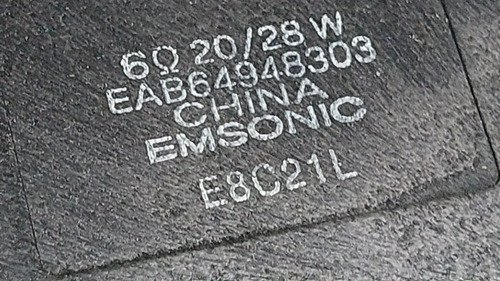 6Ω 20/28 W
EAB64948303
CHINA
EMSONIC
E8C21L